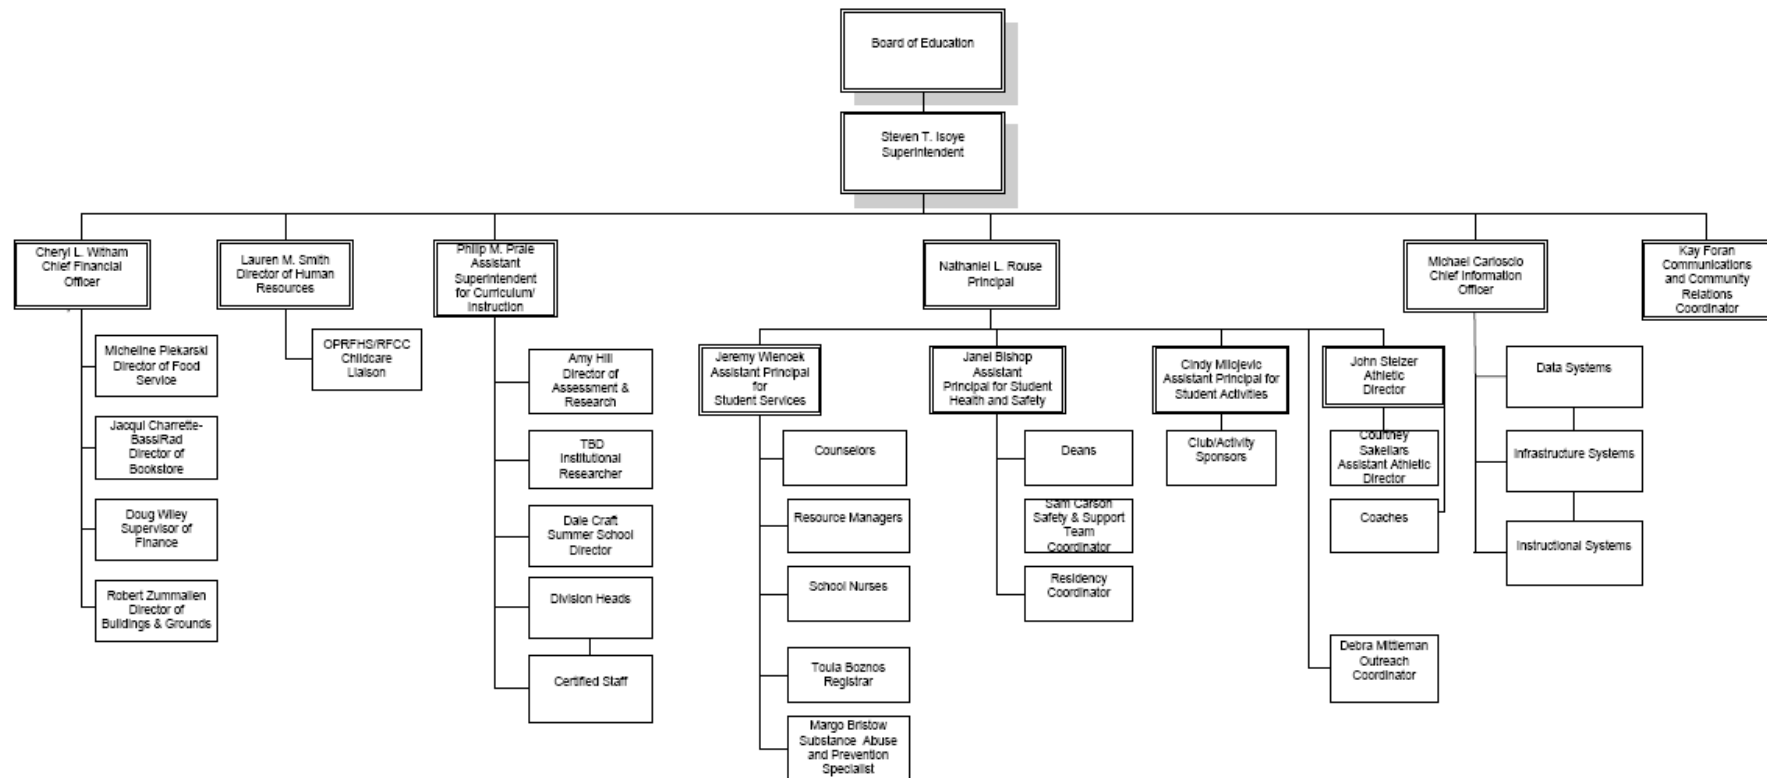 Board of Education
Steven T. Isoye
Superintendent
Cheryl L. Witham
Chief Financial
Officer
Lauren M. Smith
Director of Human
Resources
Philip M. Prale
Assistant
Superintendent
for Curriculum/
Instruction
Nathaniel L. Rouse
Principal
Michael Carioscio
Chief Information
Officer
Kay Foran
Communications
and Community
Relations
Coordinator
Micheline Piekarski
Director of Food
Service
Jacqui Charrette-
Bassi\Rad
Director of
Bookstore
Doug Wiley
Supervisor of
Finance
Robert Zummallen
Director of
Buildings & Grounds
OPRFHS/RFCC
Childcare
Liaison
Amy Hill
Director of
Assessment &
Research
TBD
Institutional
Researcher
Dale Craft
Summer School
Director
Division Heads
Certified Staff
Jeremy Wiencek
Assistant Principal
for
Student Services
Counselors
Resource Managers
School Nurses
Toula Boznos
Registrar
Margo Bristow
Substance Abuse
and Prevention
Specialist
Janel Bishop
Assistant
Principal for Student
Health and Safety
Deans
Sam Carson
Safety & Support
Team
Coordinator
Residency
Coordinator
Cindy Milojevic
Assistant Principal for
Student Activities
Club/Activity
Sponsors
John Stelzer
Athletic
Director
Courtney
Sakellaris
Assistant Athletic
Director
Coaches
Debra Mittleman
Outreach
Coordinator
Data Systems
Infrastructure Systems
Instructional Systems